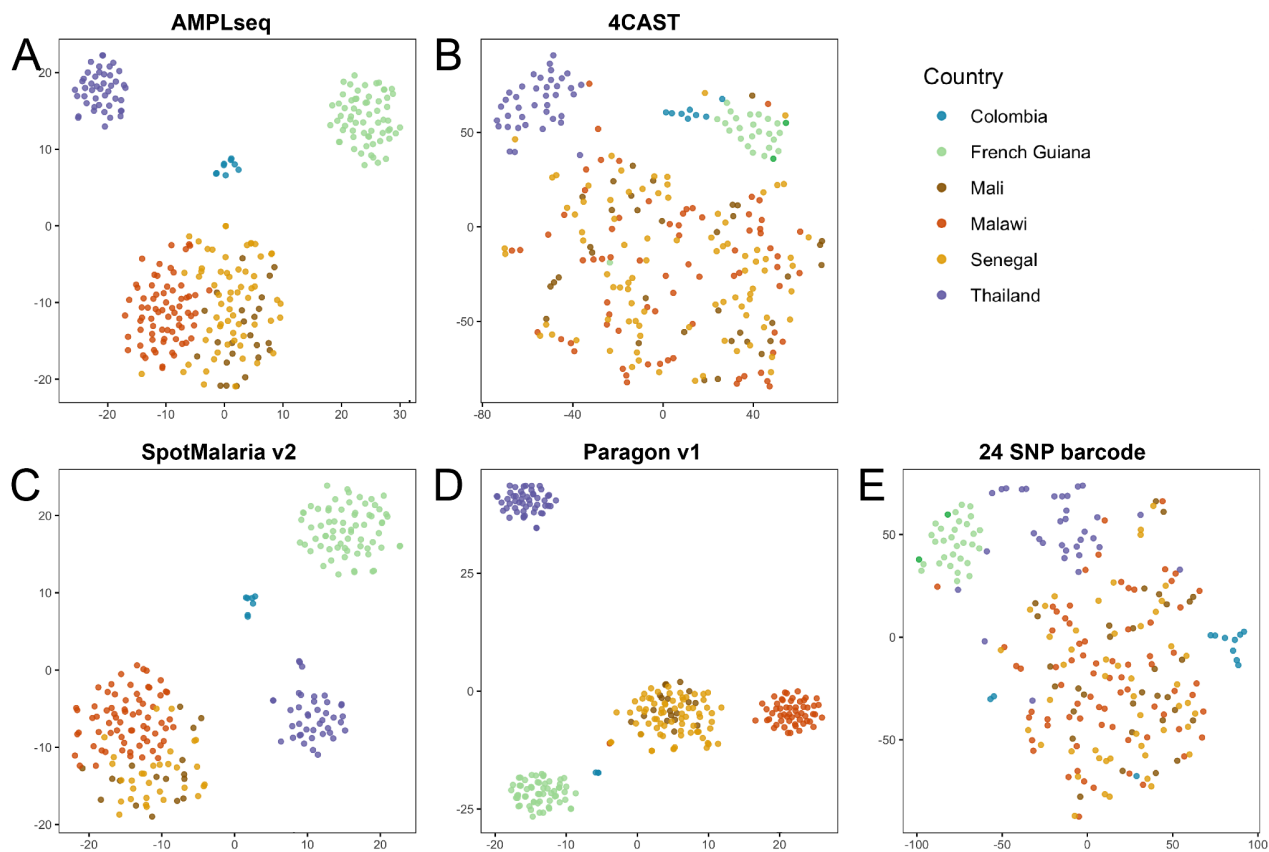 AMPLseq
A
20
10
0
-10
-20
-20
-10
0
10
20
30
4CAST
B
50
0
-50
-80
-40
0
40
Country
Colombia
French Guiana
Mali
Malawi
Senegal
Thailand
SpotMalaria v2
C
20
10
0
-10
-20
-20
-10
0
10
20
Paragon v1
D
25
0
-25
-20
-10
0
10
20
24 SNP barcode
E
50
0
-50
-100
-50
0
50
100